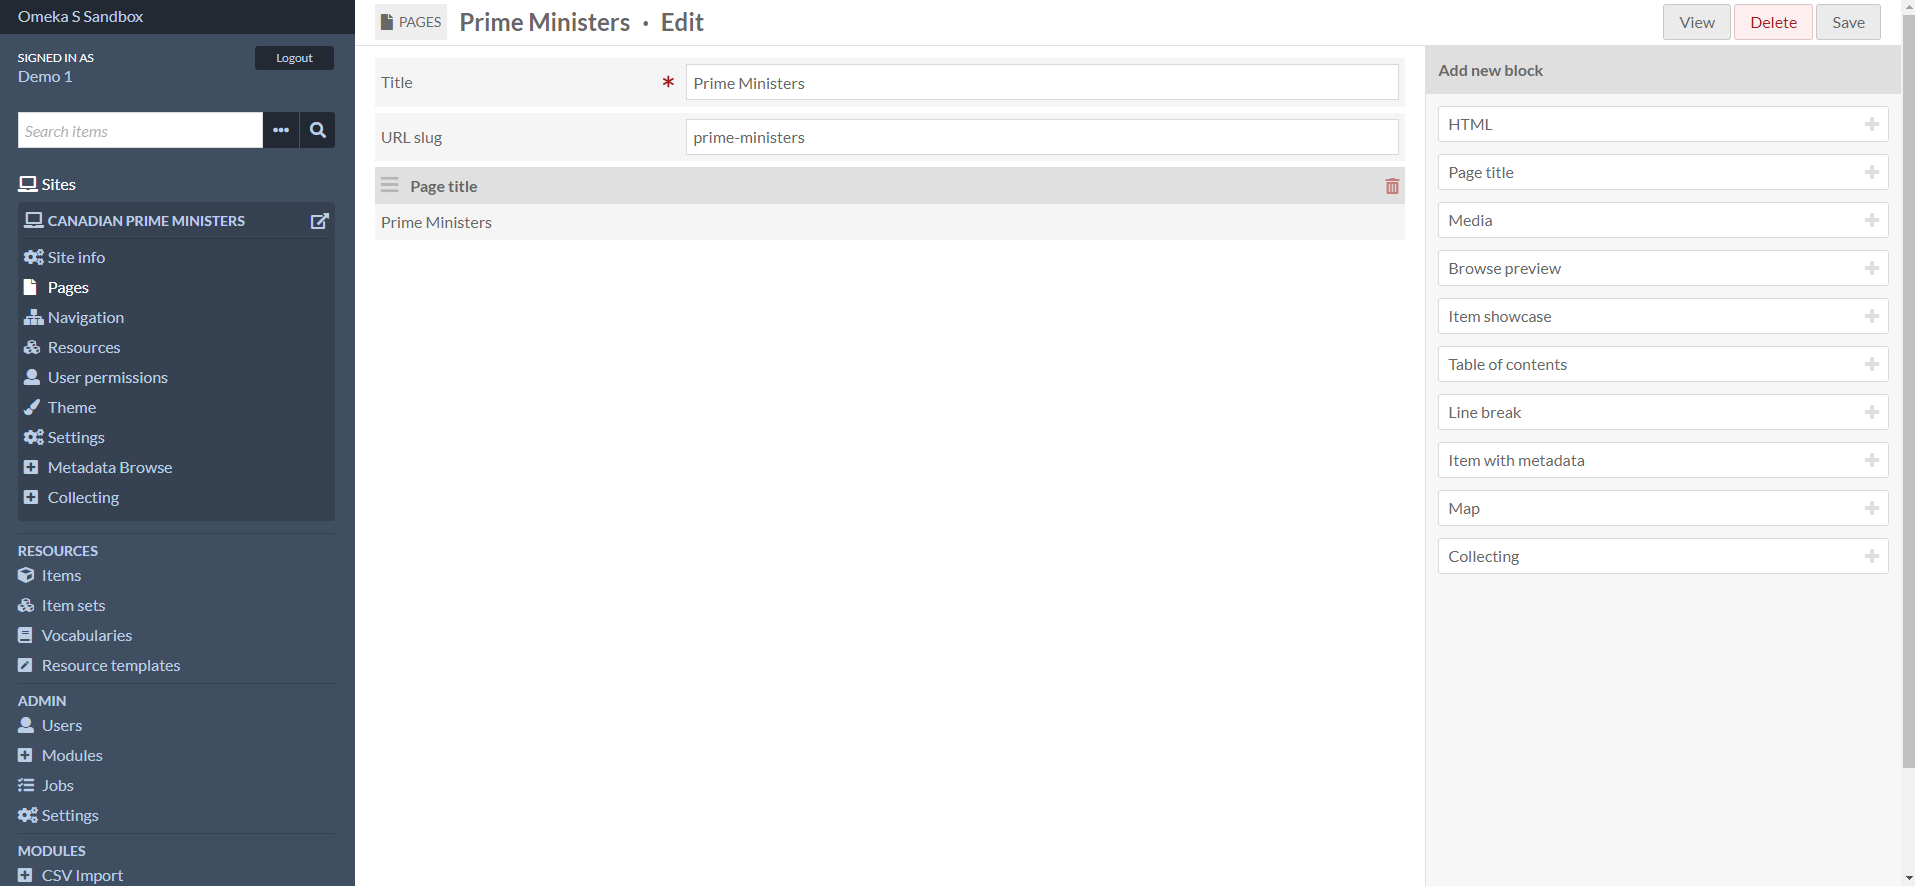 Omeka S Sandbox
SIGNED IN AS
Logout
Demo 1
Search items
Sites
CANADIAN PRIME MINISTERS
Site info
Pages
Navigation
Resources
User permissions
Theme
Settings
Metadata Browse
Collecting
RESOURCES
Items
Item sets
Vocabularies
Resource templates
ADMIN
Users
Modules
Jobs
Settings
MODULES
CSV Import
PAGES Prime Ministers • Edit
View Delete Save
Title * Prime Ministers
URL slug prime-ministers
Page title
Prime Ministers
Add new block
HTML
Page title
Media
Browse preview
Item showcase
Table of contents
Line break
Item with metadata
Map
Collecting